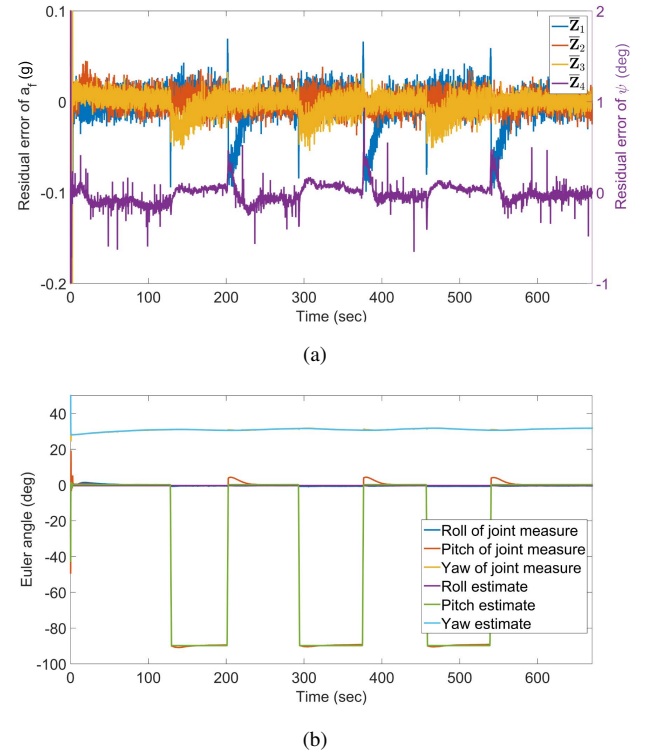 0.1
0
-0.1
-0.2
Residual error of a_f (g)
2
1
0
-1
Residual error of ψ (deg)
Z̅₁
Z̅₂
Z̅₃
Z̅₄
0 100 200 300 400 500 600
Time (sec)
(a)
40
20
0
-20
-40
-60
-80
-100
Euler angle (deg)
Roll of joint measure
Pitch of joint measure
Yaw of joint measure
Roll estimate
Pitch estimate
Yaw estimate
0 100 200 300 400 500 600
Time (sec)
(b)